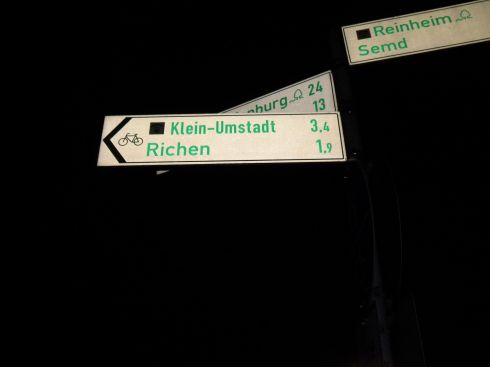 Reinheim
Semd
24
13
Klein-Umstadt 3,4
Richen 1,9